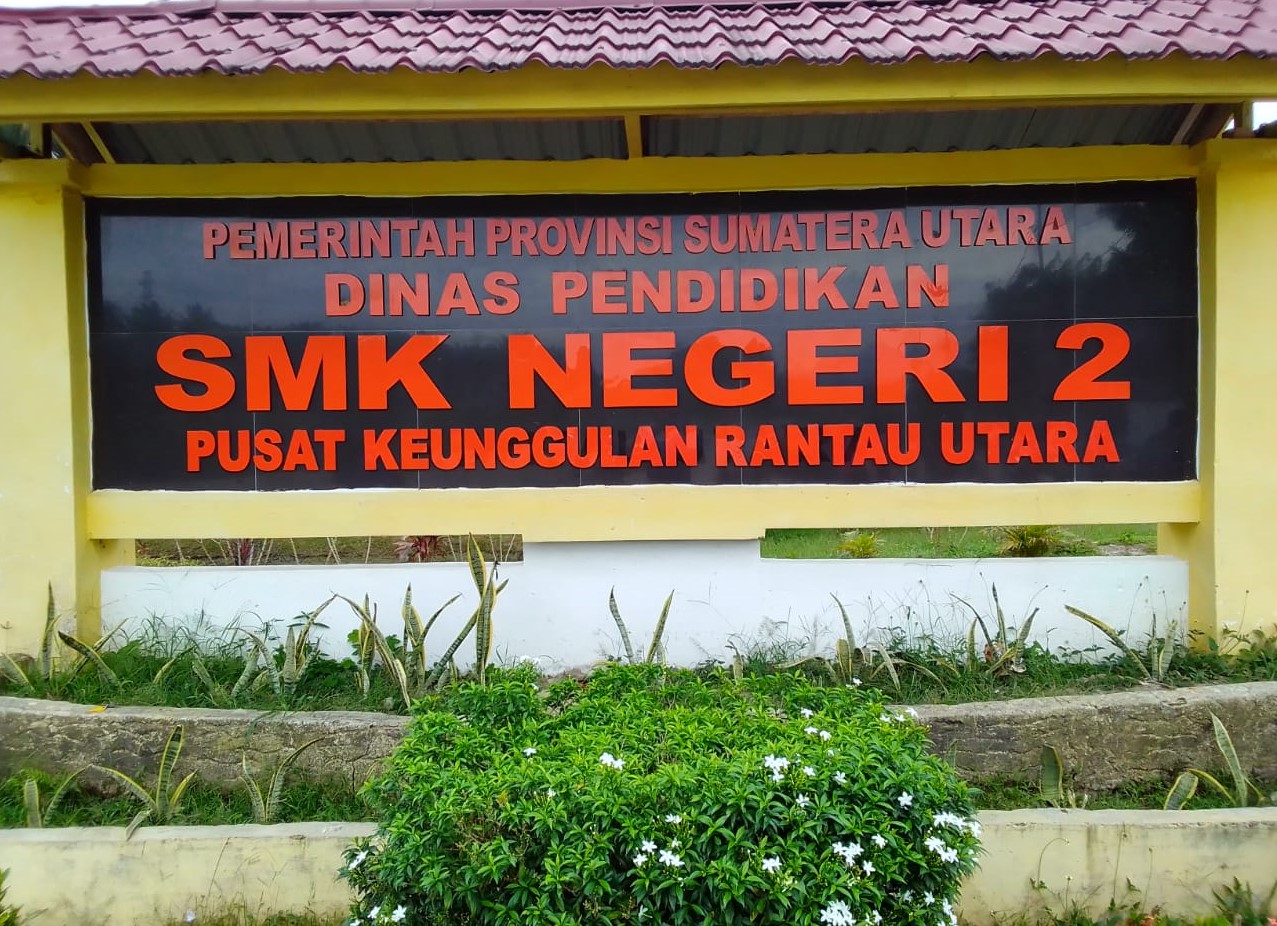 PEMERINTAH PROVINSI SUMATERA UTARA
DINAS PENDIDIKAN
SMK NEGERI 2
PUSAT KEUNGGULAN RANTAU UTARA